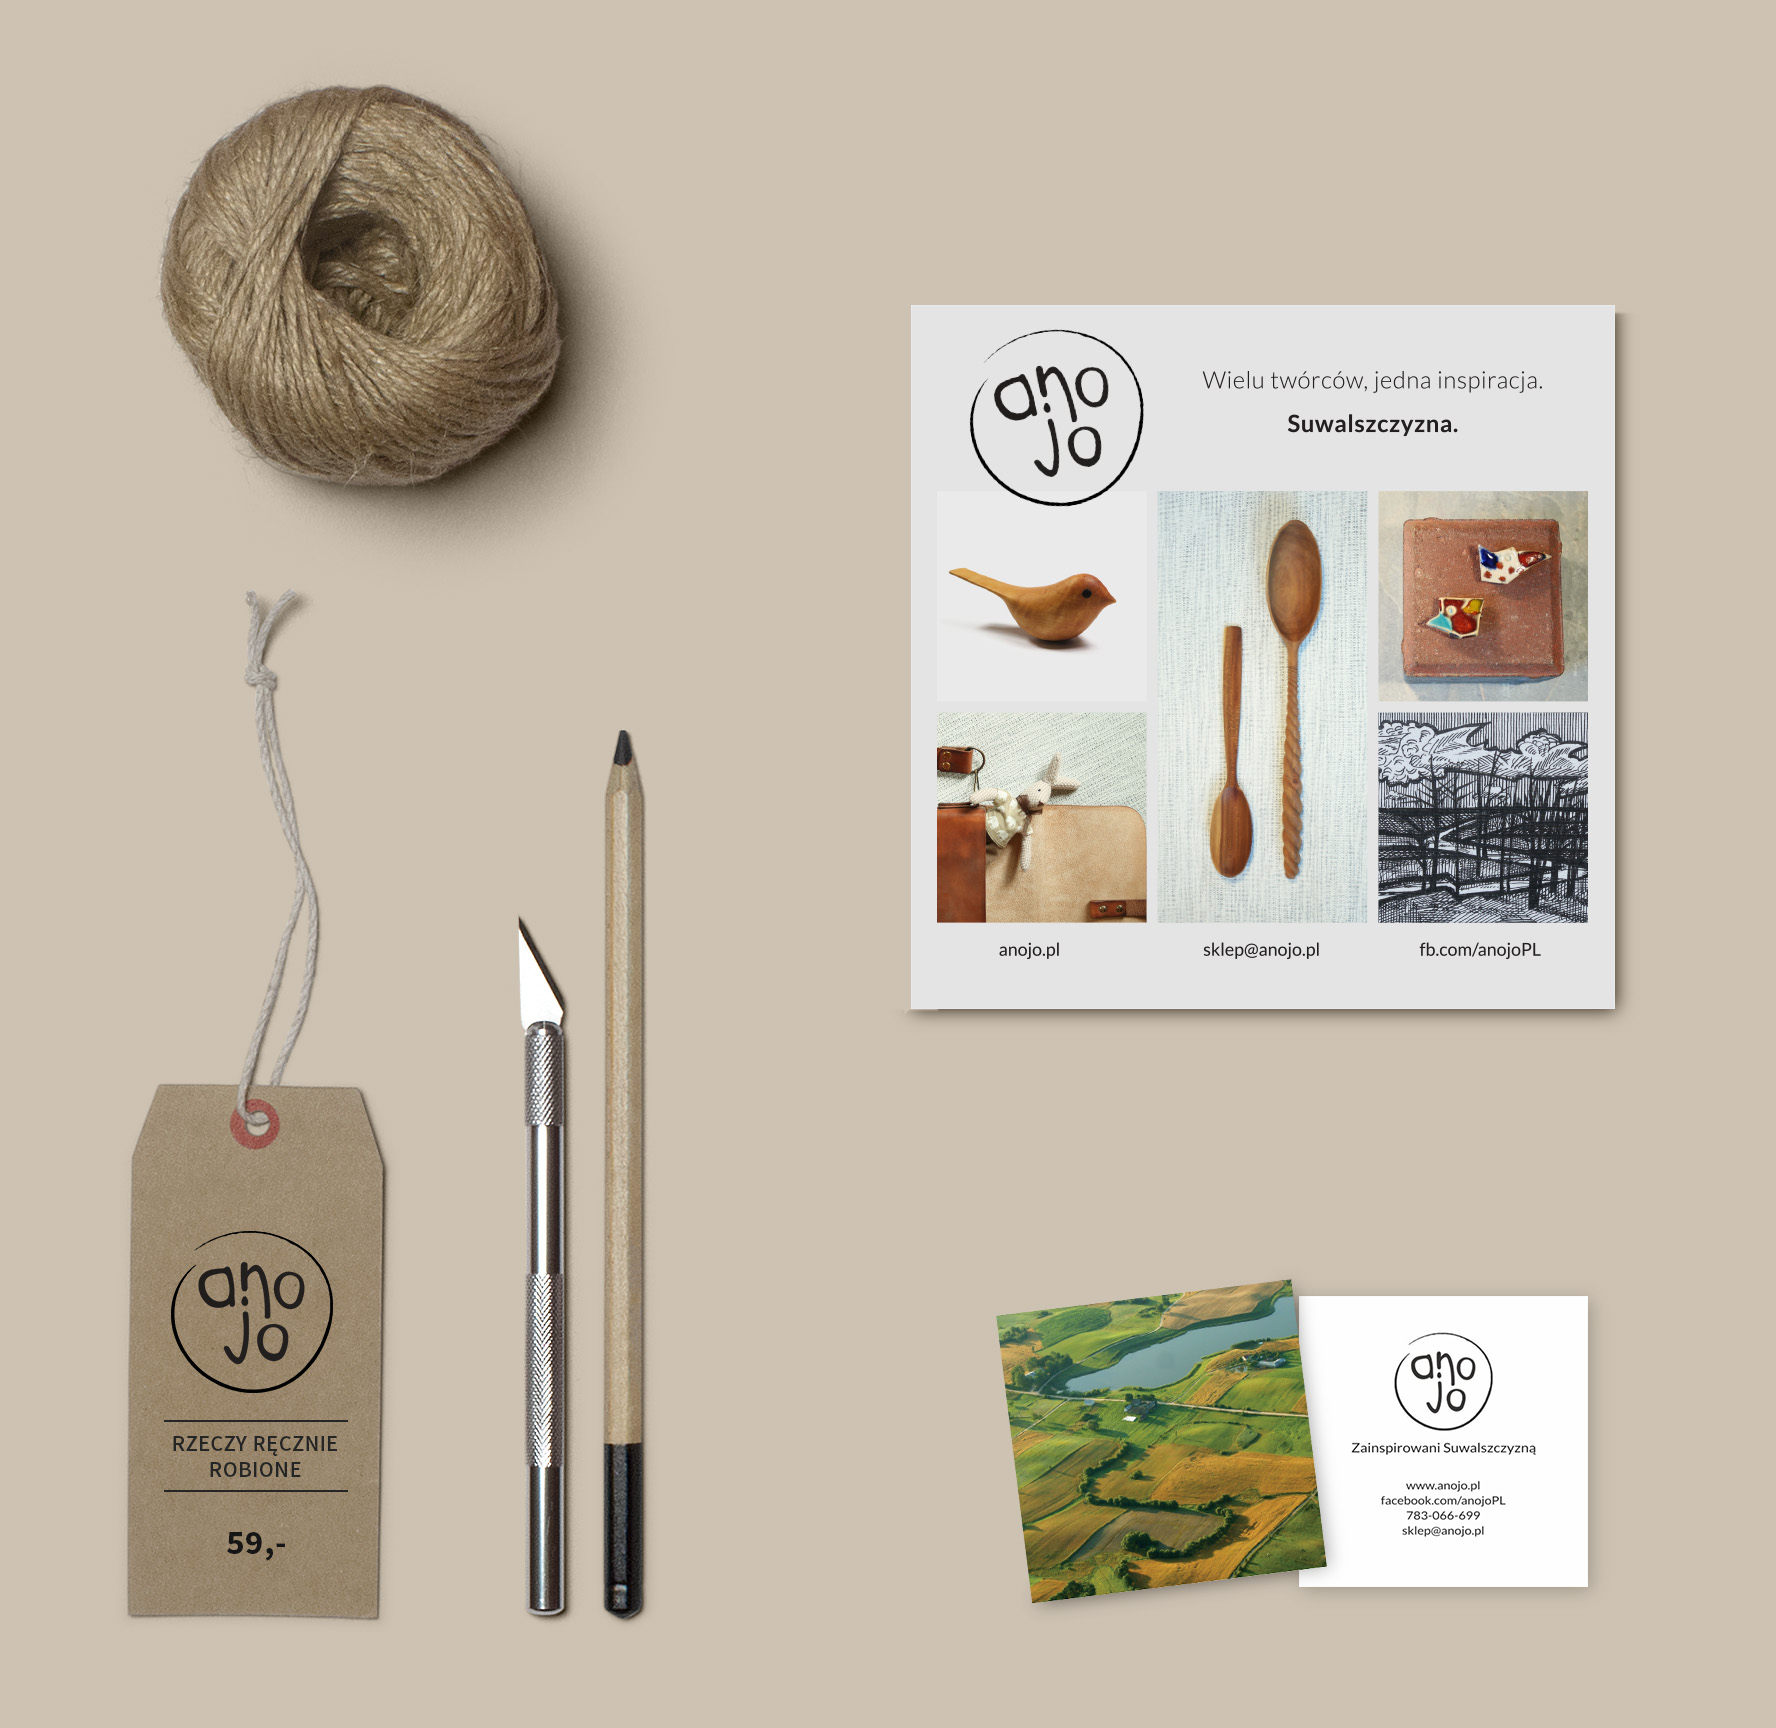 ano
jo
Wielu twórców, jedna inspiracja.
Suwalszczyzna.
anojo.pl
sklep@anojo.pl
fb.com/anojoPL
ano
jo
RZECZY RĘCZNIE
ROBIONE
59,-
ano
jo
Zainspirowani Suwalszczyzną
www.anojo.pl
facebook.com/anojoPL
783-066-699
sklep@anojo.pl